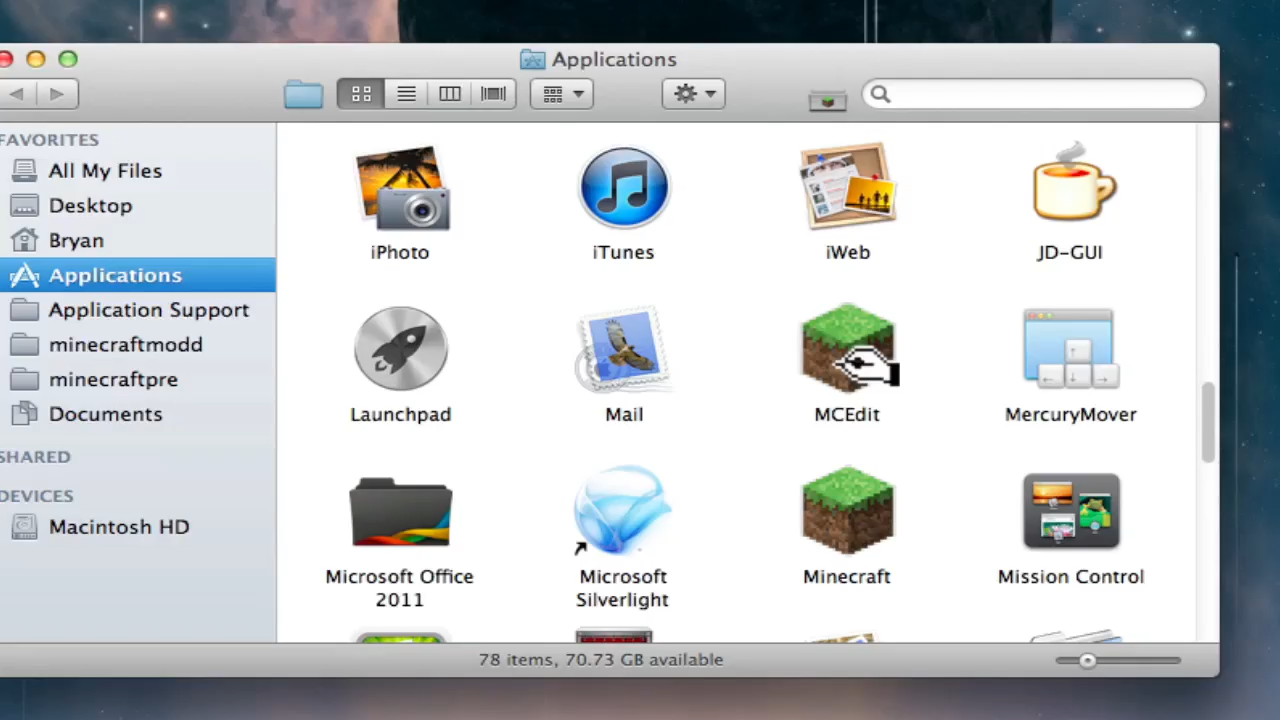 Applications
FAVORITES
All My Files
Desktop
Bryan
Applications
Application Support
minecraftmodd
minecraftpre
Documents
SHARED
DEVICES
Macintosh HD
iPhoto
iTunes
iWeb
JD-GUI
Launchpad
Mail
MCEdit
MercuryMover
Microsoft Office
2011
Microsoft
Silverlight
Minecraft
Mission Control
78 items, 70.73 GB available